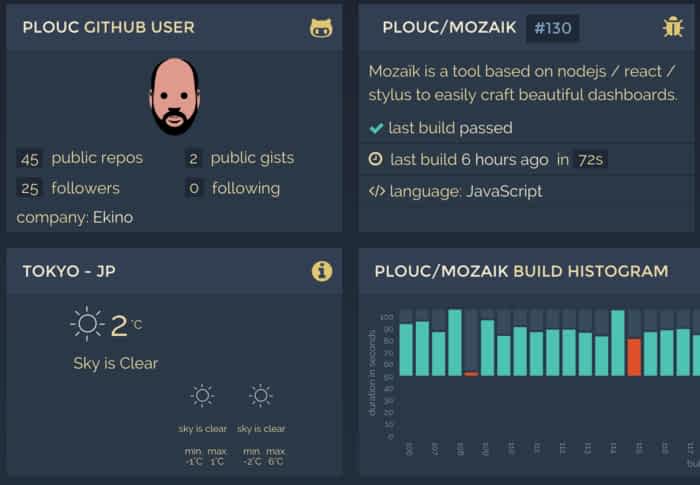 PLOUC GITHUB USER
45 public repos
2 public gists
25 followers
0 following
company: Ekino
PLOUC/MOZAIK #130
Mozaïk is a tool based on nodejs / react /
stylus to easily craft beautiful dashboards.
last build passed
last build 6 hours ago in 72s
</> language: JavaScript
TOKYO - JP
2 °C
Sky is Clear
sky is clear
min. max.
-1°C 1°C
sky is clear
min. max.
-2°C 6°C
PLOUC/MOZAIK BUILD HISTOGRAM
duration in seconds
100
90
80
70
60
50
40
30
20
10
0